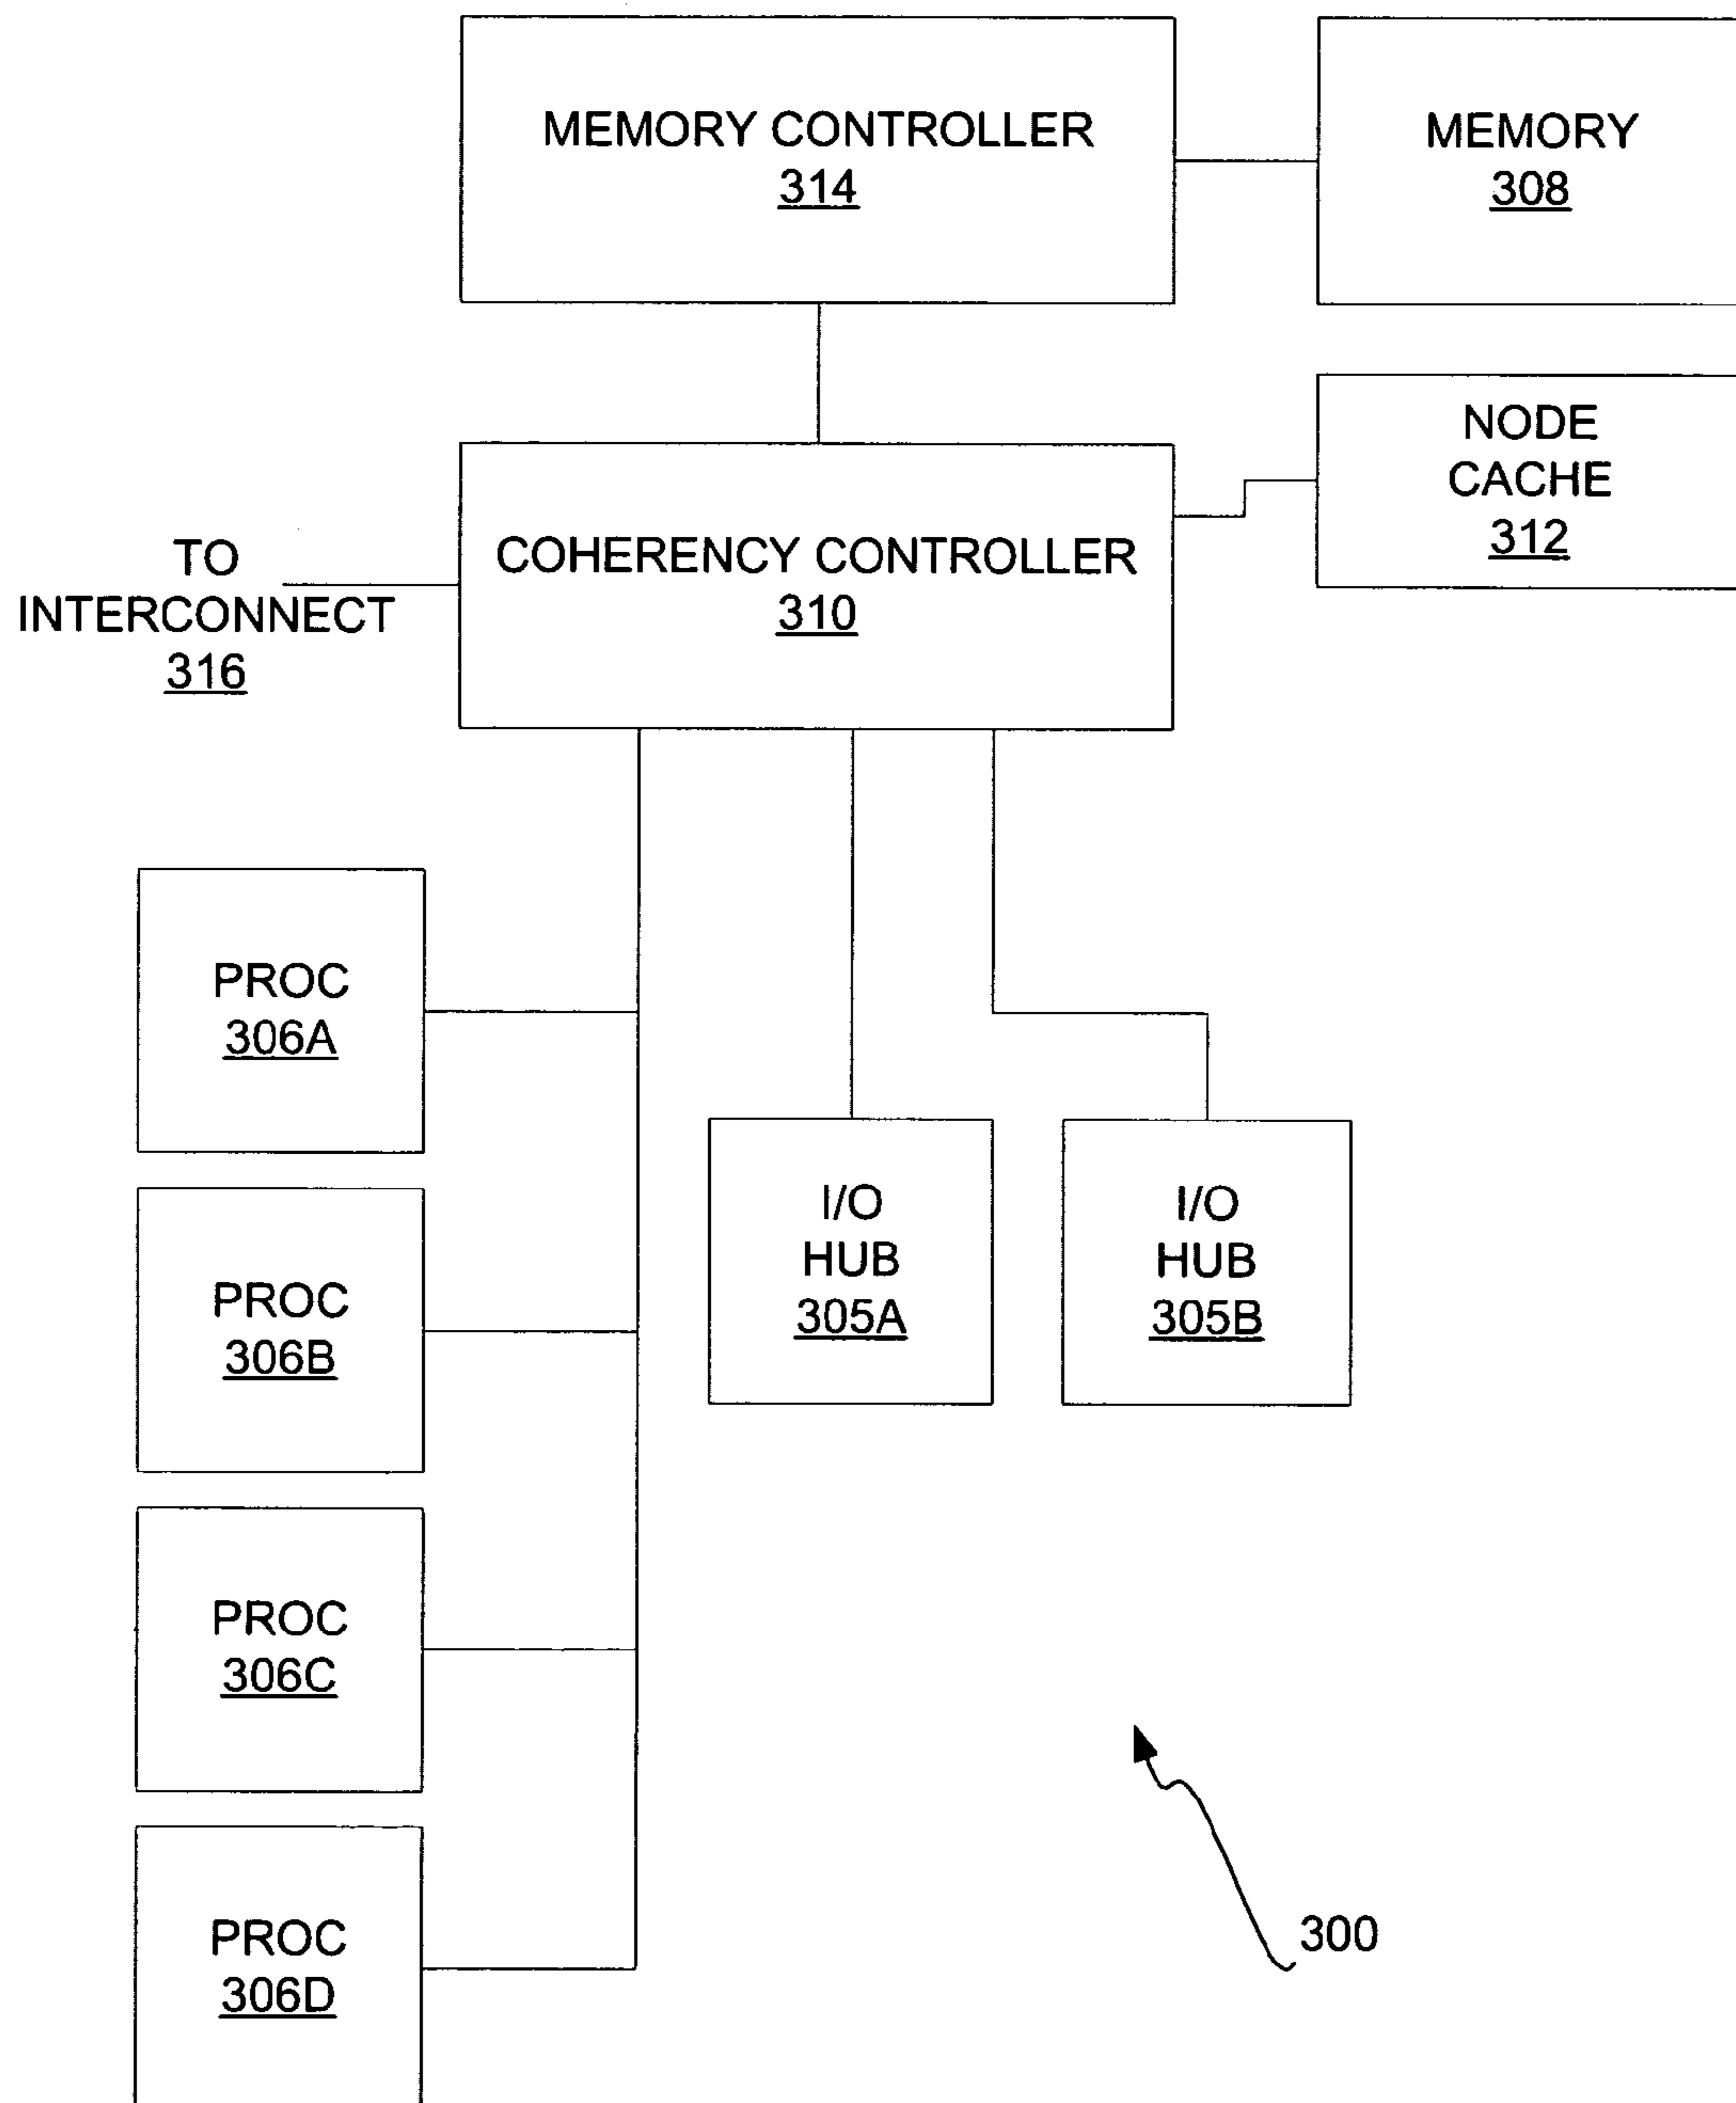 MEMORY CONTROLLER
314
MEMORY
308
NODE
CACHE
312
COHERENCY CONTROLLER
310
TO
INTERCONNECT
316
PROC
306A
PROC
306B
PROC
306C
PROC
306D
I/O
HUB
305A
I/O
HUB
305B
300